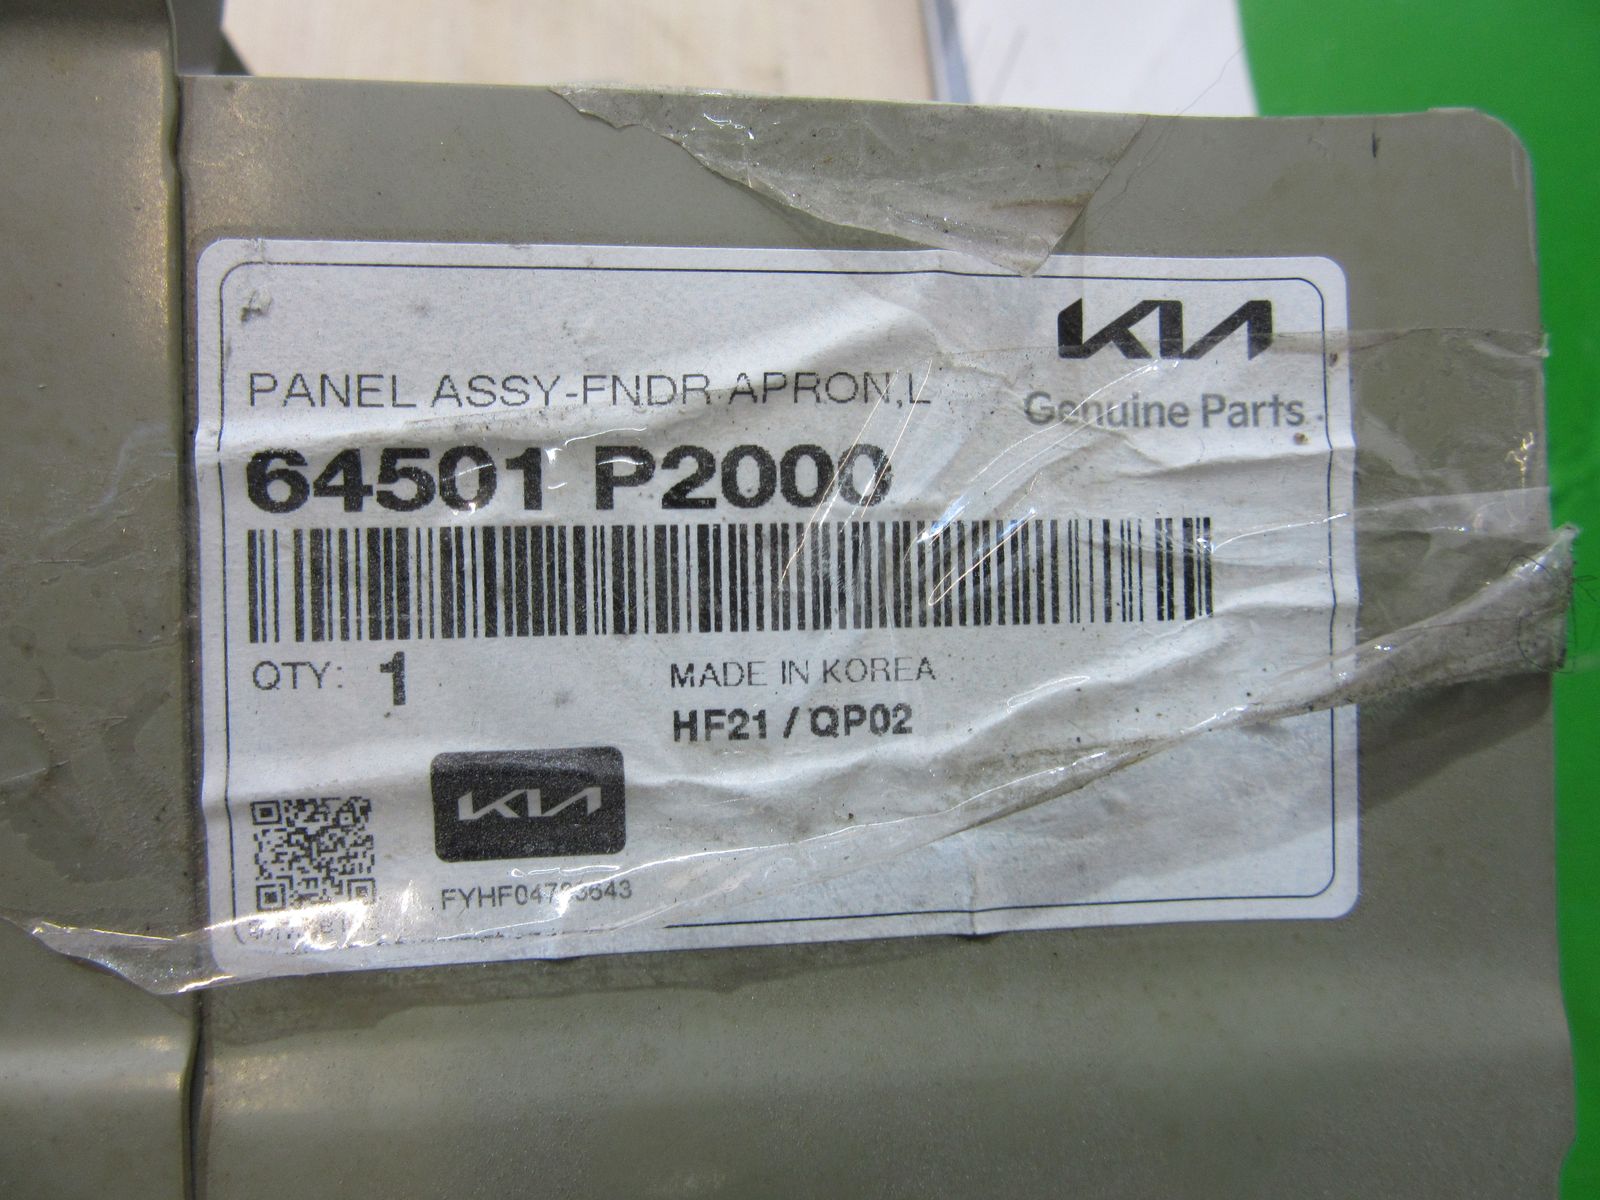 KIA
PANEL ASSY-FNDR APRON,L
Genuine Parts
64501 P2000
QTY: 1
MADE IN KOREA
HF21 / QP02
KIA